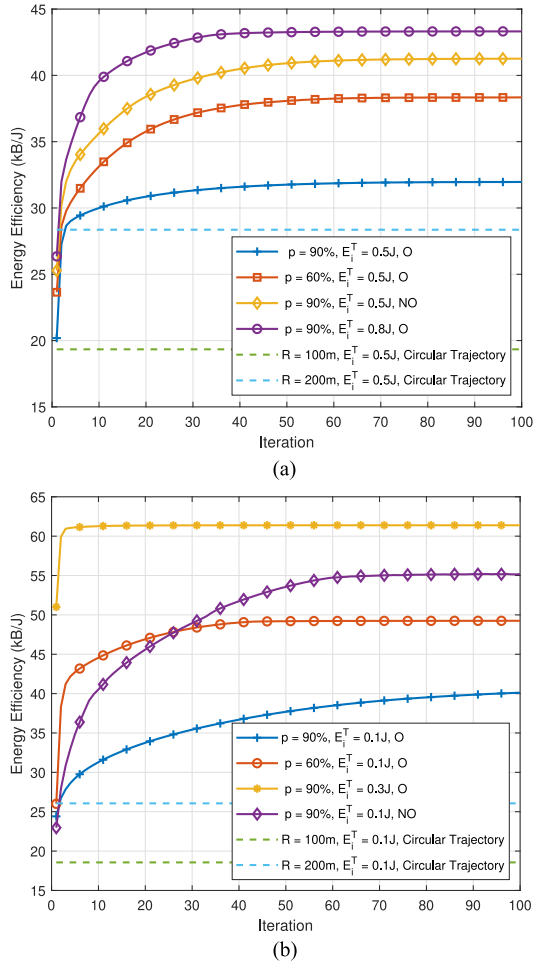 45
40
35
30
25
20
15
Energy Efficiency (kB/J)
p = 90%, E_i^T = 0.5J, O
p = 60%, E_i^T = 0.5J, O
p = 90%, E_i^T = 0.5J, NO
p = 90%, E_i^T = 0.8J, O
R = 100m, E_i^T = 0.5J, Circular Trajectory
R = 200m, E_i^T = 0.5J, Circular Trajectory
0 10 20 30 40 50 60 70 80 90 100
Iteration
(a)
65
60
55
50
45
40
35
30
25
20
15
Energy Efficiency (kB/J)
p = 90%, E_i^T = 0.1J, O
p = 60%, E_i^T = 0.1J, O
p = 90%, E_i^T = 0.3J, O
p = 90%, E_i^T = 0.1J, NO
R = 100m, E_i^T = 0.1J, Circular Trajectory
R = 200m, E_i^T = 0.1J, Circular Trajectory
0 10 20 30 40 50 60 70 80 90 100
Iteration
(b)